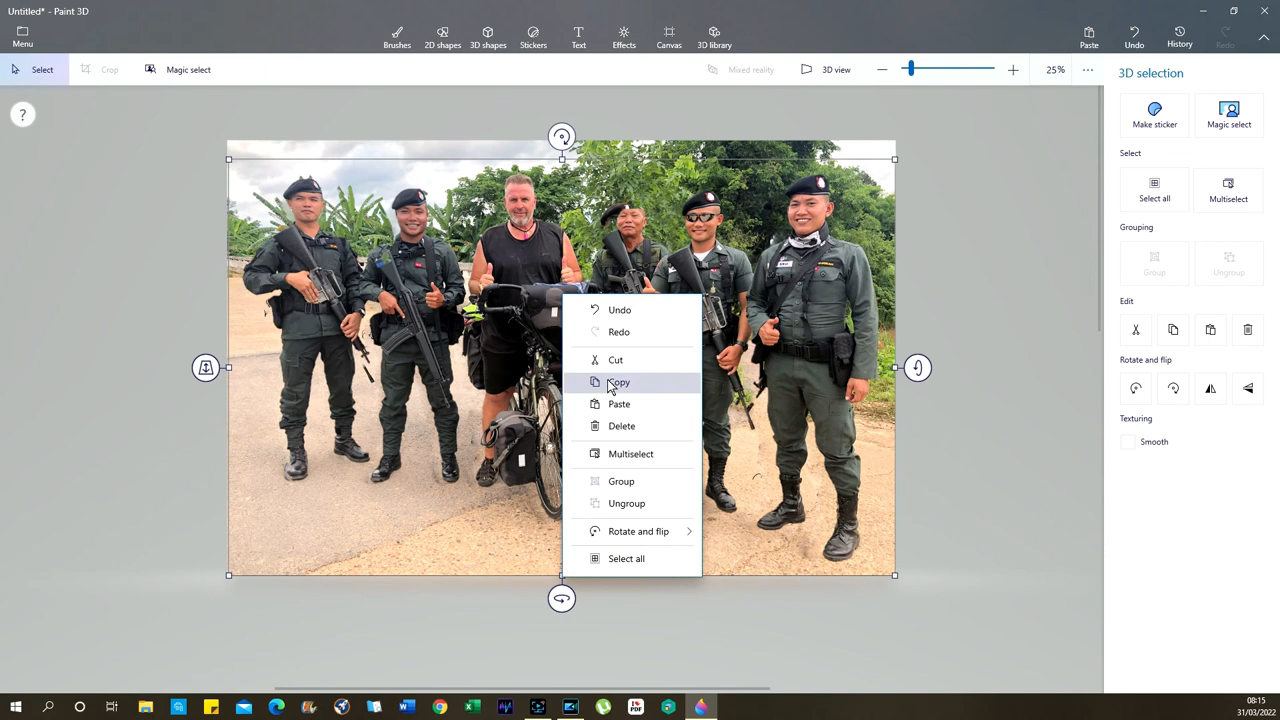 Untitled* - Paint 3D
Menu
Brushes
2D shapes
3D shapes
Stickers
Text
Effects
Canvas
3D library
Paste
Undo
History
Redo
Select
Crop
Magic select
Mixed reality
3D view
25%
?
3D selection
Make sticker
Magic select
Select
Select all
Multiselect
Grouping
Group
Ungroup
Edit
Rotate and flip
Texturing
Smooth
Undo
Redo
Cut
Copy
Paste
Delete
Multiselect
Group
Ungroup
Rotate and flip
Select all
I
PDF
08:15
31/03/2022